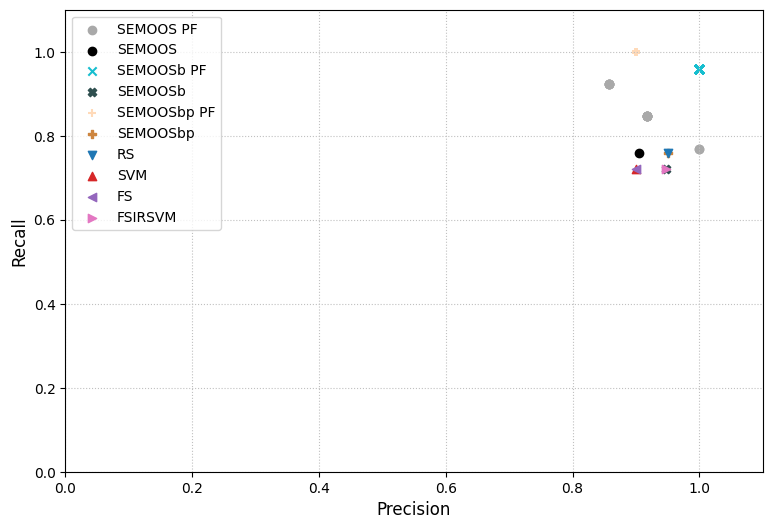 SEMOOS PF
SEMOOS
SEMOOSb PF
SEMOOSb
SEMOOSbp PF
SEMOOSbp
RS
SVM
FS
FSIRSVM
1.0
0.8
0.6
0.4
0.2
0.0
Recall
0.0 0.2 0.4 0.6 0.8 1.0
Precision